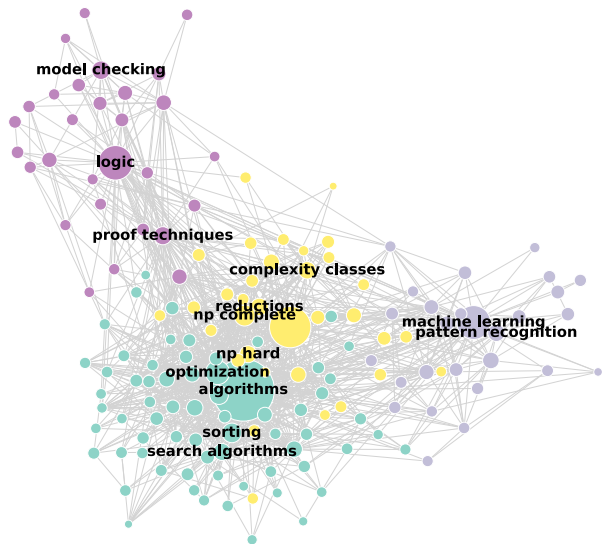 model checking
logic
proof techniques
complexity classes
reductions
np complete
machine learning
pattern recognition
np hard
optimization
algorithms
sorting
search algorithms